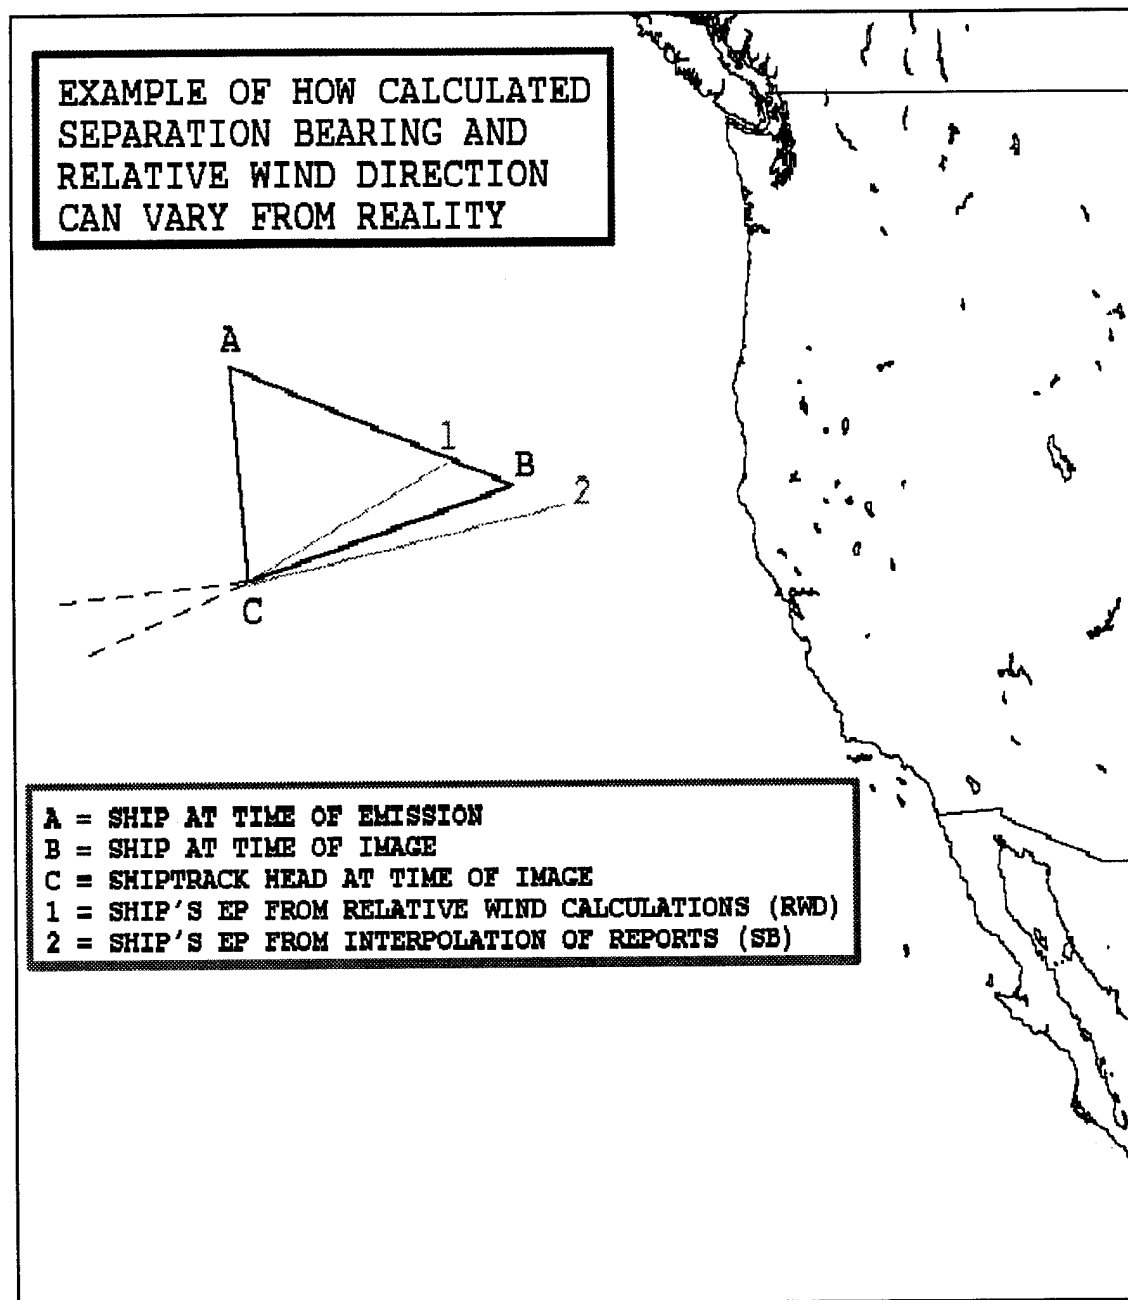 EXAMPLE OF HOW CALCULATED
SEPARATION BEARING AND
RELATIVE WIND DIRECTION
CAN VARY FROM REALITY
A
1
B
2
C
A = SHIP AT TIME OF EMISSION
B = SHIP AT TIME OF IMAGE
C = SHIPTRACK HEAD AT TIME OF IMAGE
1 = SHIP'S EP FROM RELATIVE WIND CALCULATIONS (RWD)
2 = SHIP'S EP FROM INTERPOLATION OF REPORTS (SB)